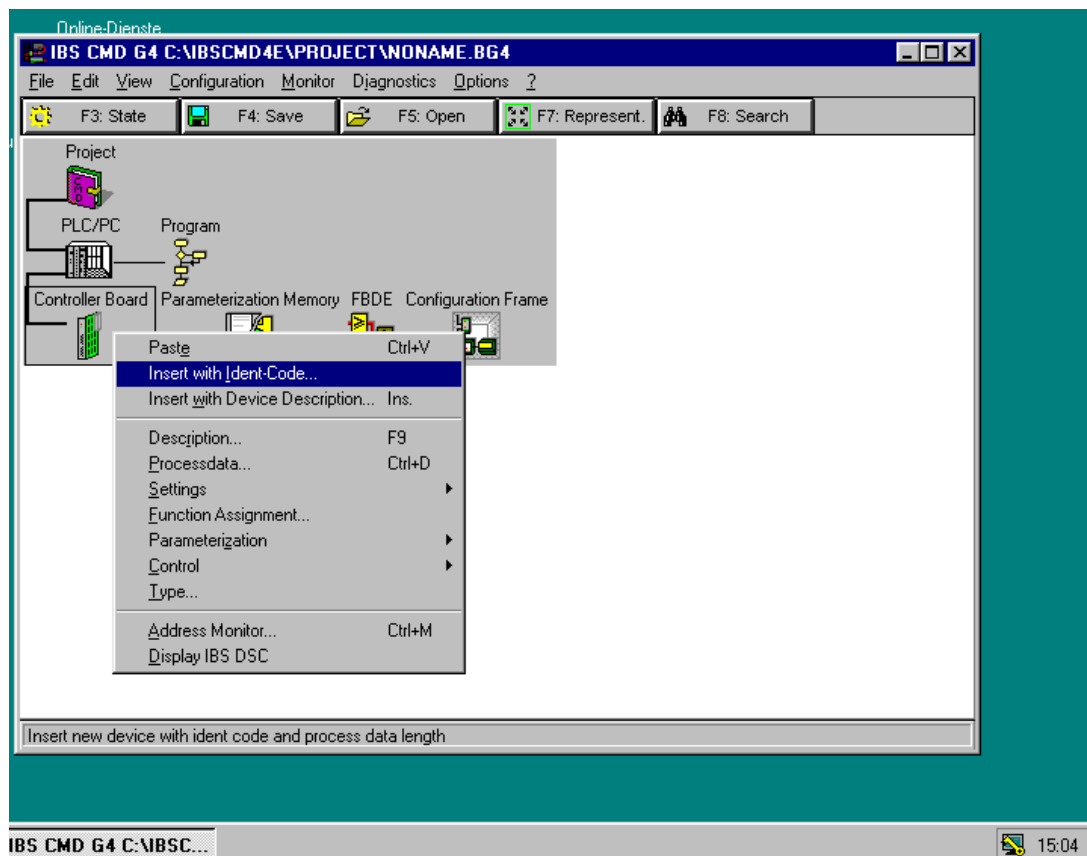 Online-Dienste
IBS CMD G4 C:\IBSCMD4E\PROJECT\NONAME.BG4
File Edit View Configuration Monitor Diagnostics Options ?
F3: State F4: Save F5: Open F7: Represent. F8: Search
Project
CMD
PLC/PC Program
Controller Board Parameterization Memory FBDE Configuration Frame
Paste Ctrl+V
Insert with Ident-Code...
Insert with Device Description... Ins.
Description... F9
Processdata... Ctrl+D
Settings
Function Assignment...
Parameterization
Control
Type...
Address Monitor... Ctrl+M
Display IBS DSC
Insert new device with ident code and process data length
IBS CMD G4 C:\IBSC... 15:04